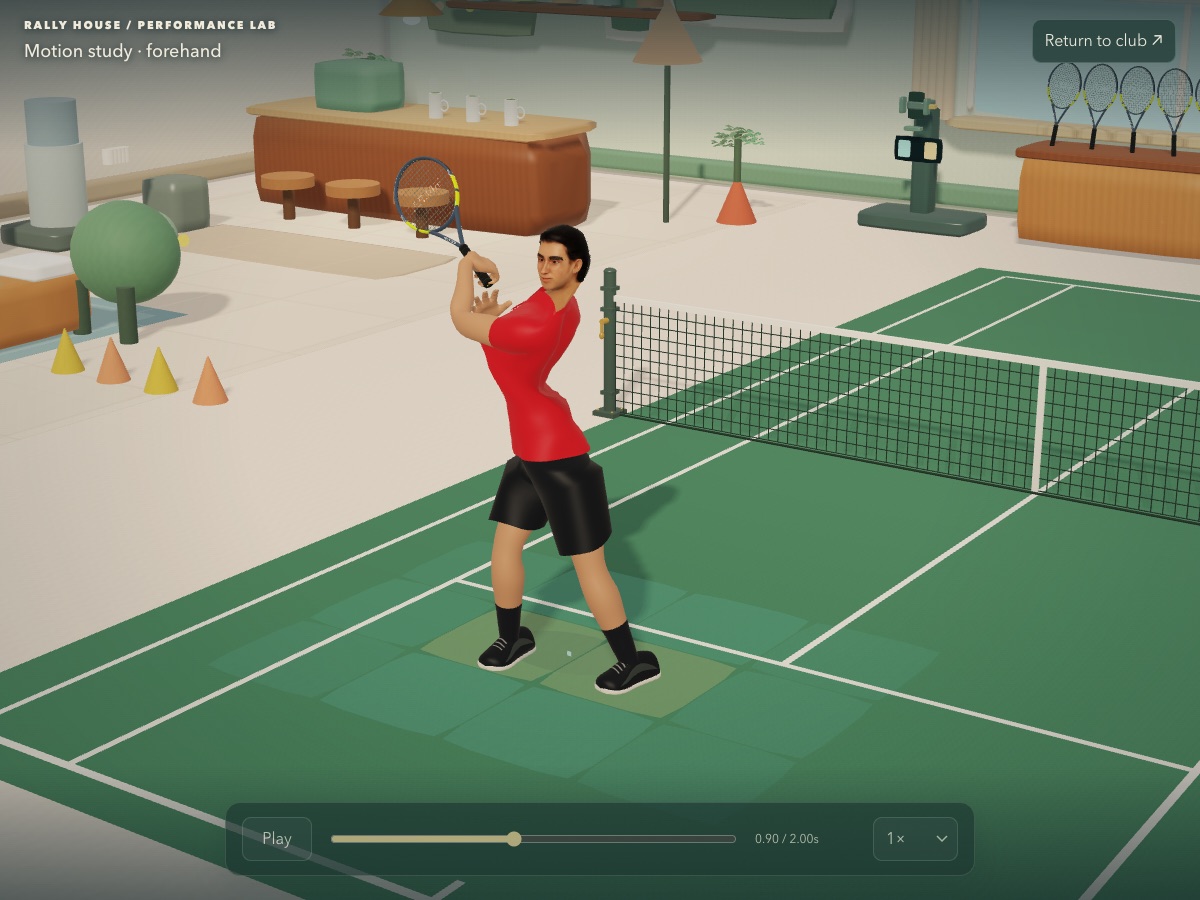 RALLY HOUSE / PERFORMANCE LAB
Motion study · forehand
Return to club ↗
Play
0.90 / 2.00s
1×